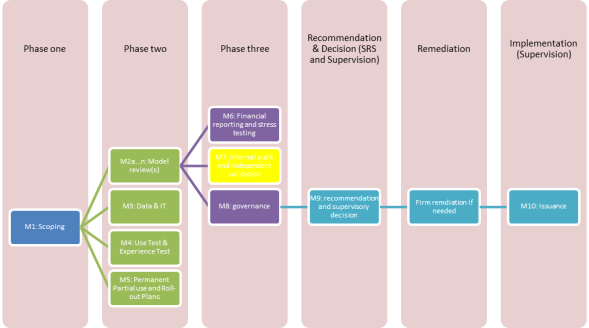 Phase one
Phase two
Phase three
Recommendation
& Decision (SRS
and Supervision)
Remediation
Implementation
(Supervision)
M1: Scoping
M2a...n: Model
review(s)
M3: Data & IT
M4: Use Test &
Experience Test
M5: Permanent
Partial use and Roll-
out Plans
M6: Financial
reporting and stress
testing
M7: Internal audit
and independent
validation
M8: governance
M9: recommendation
and supervisory
decision
Firm remdiation if
needed
M10: Issuance